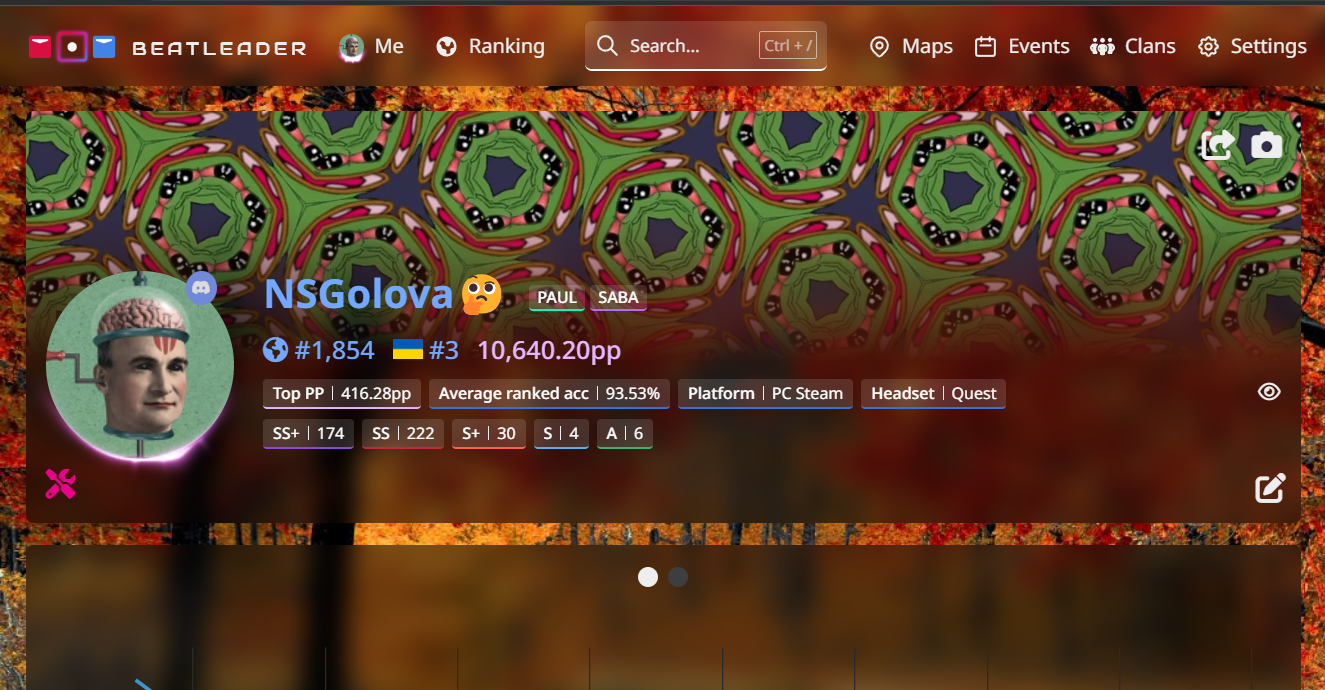 BEATLEADER Me Ranking Search... Ctrl + / Maps Events Clans Settings
NSGolova PAUL SABA
#1,854 #3 10,640.20pp
Top PP | 416.28pp Average ranked acc | 93.53% Platform | PC Steam Headset | Quest
SS+ | 174 SS | 222 S+ | 30 S | 4 A | 6